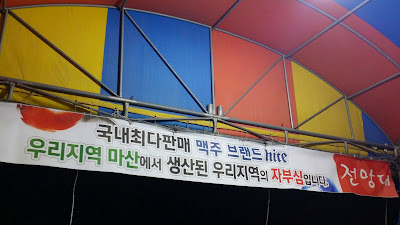 국내최다판매 맥주 브랜드 hite
우리지역 마산에서 생산된 우리지역의 자부심입니다.
전망대